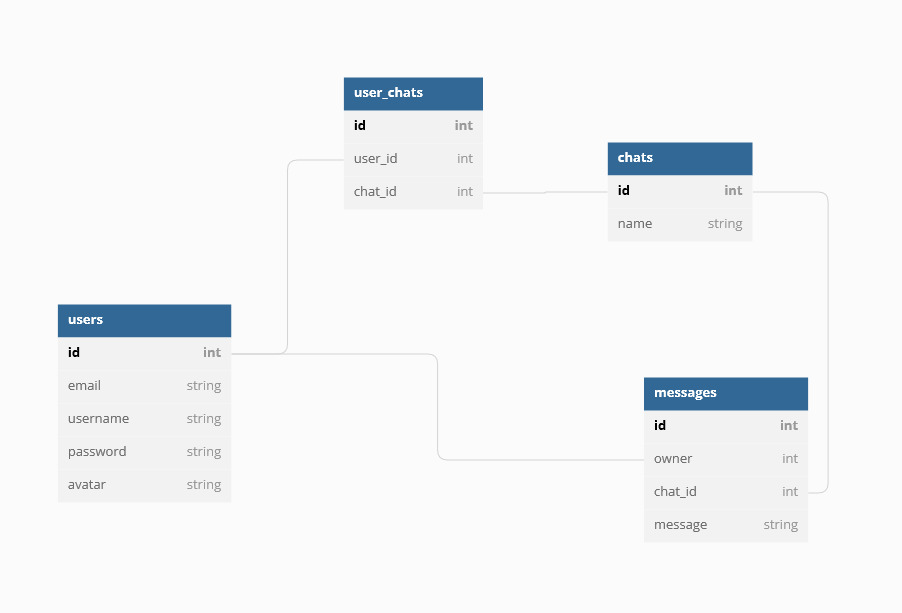 user_chats
id int
user_id int
chat_id int
chats
id int
name string
users
id int
email string
username string
password string
avatar string
messages
id int
owner int
chat_id int
message string